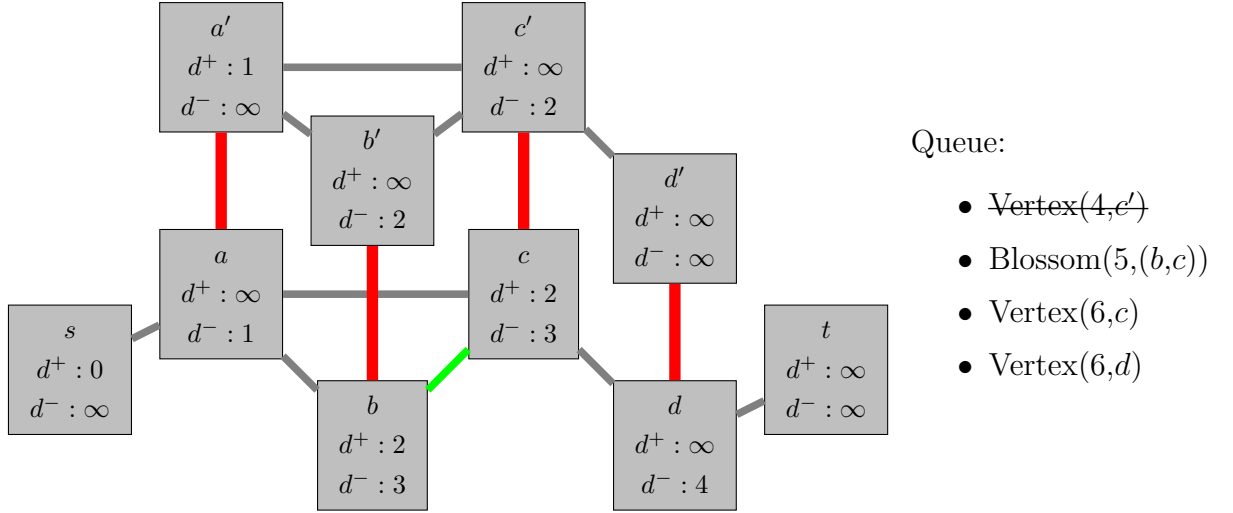 a′
d⁺ : 1
d⁻ : ∞
c′
d⁺ : ∞
d⁻ : 2
b′
d⁺ : ∞
d⁻ : 2
d′
d⁺ : ∞
d⁻ : ∞
a
d⁺ : ∞
d⁻ : 1
c
d⁺ : 2
d⁻ : 3
s
d⁺ : 0
d⁻ : ∞
b
d⁺ : 2
d⁻ : 3
d
d⁺ : ∞
d⁻ : 4
t
d⁺ : ∞
d⁻ : ∞
Queue:
• Vertex(4,c′)
• Blossom(5,(b,c))
• Vertex(6,c)
• Vertex(6,d)